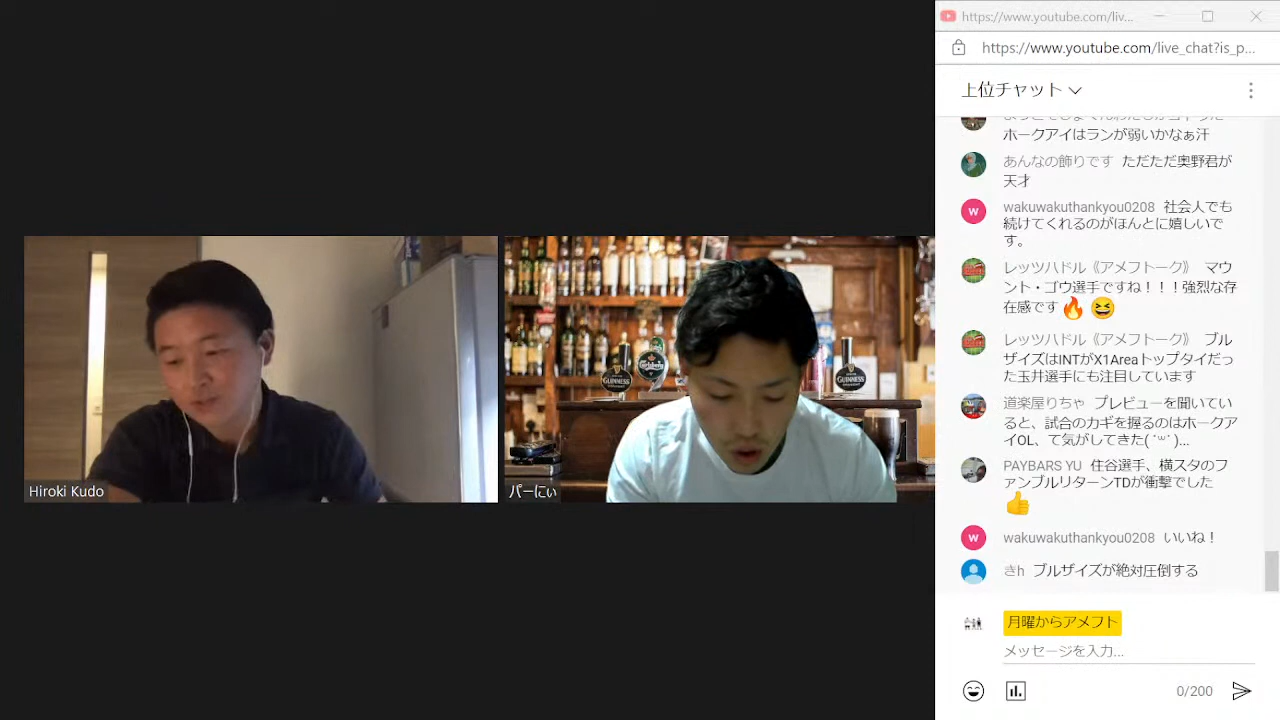 https://www.youtube.com/liv...
https://www.youtube.com/live_chat?is_p...
上位チャット
ホークアイはランが弱いかなぁ汗
あんなの飾りです ただただ奥野君が
天才
wakuwakuthankyou0208 社会人でも
続けてくれるのがほんとに嬉しいで
す。
レッツハドル《アメフトーク》 マウ
ント・ゴウ選手ですね！！！強烈な存
在感です🔥😆
レッツハドル《アメフトーク》 ブル
ザイズはINTがX1Areaトップタイだっ
た玉井選手にも注目しています
道楽屋りちゃ プレビューを聞いてい
ると、試合のカギを握るのはホークア
イOL、て気がしてきた( ˙꒳˙ )...
PAYBARS YU 住谷選手、横スタのフ
ァンブルリターンTDが衝撃でした
👍
wakuwakuthankyou0208 いいね！
きh ブルザイズが絶対圧倒する
月曜からアメフト
メッセージを入力...
0/200
Hiroki Kudo
パーにぃ
GUINNESS
Carlsberg
GUINNESS